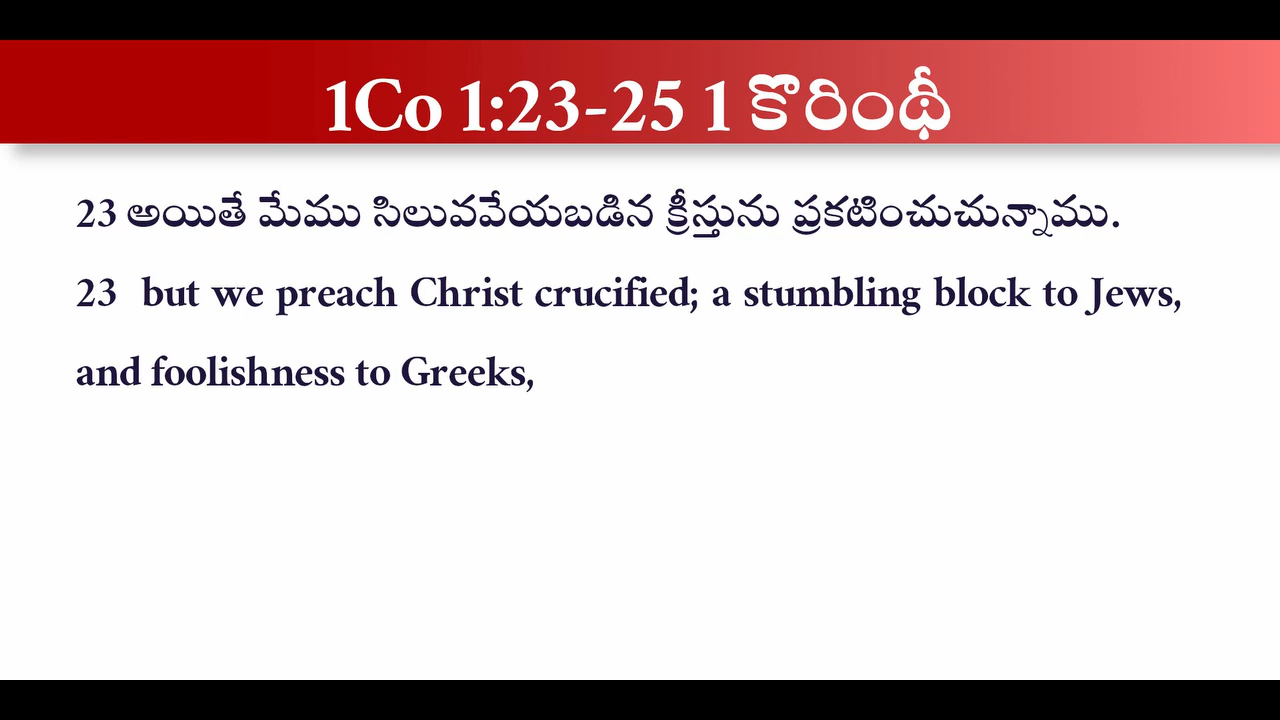 1Co 1:23-25 1 కొరింథీ
23 అయితే మేము సిలువవేయబడిన క్రీస్తును ప్రకటించుచున్నాము.
23 but we preach Christ crucified; a stumbling block to Jews,
and foolishness to Greeks,